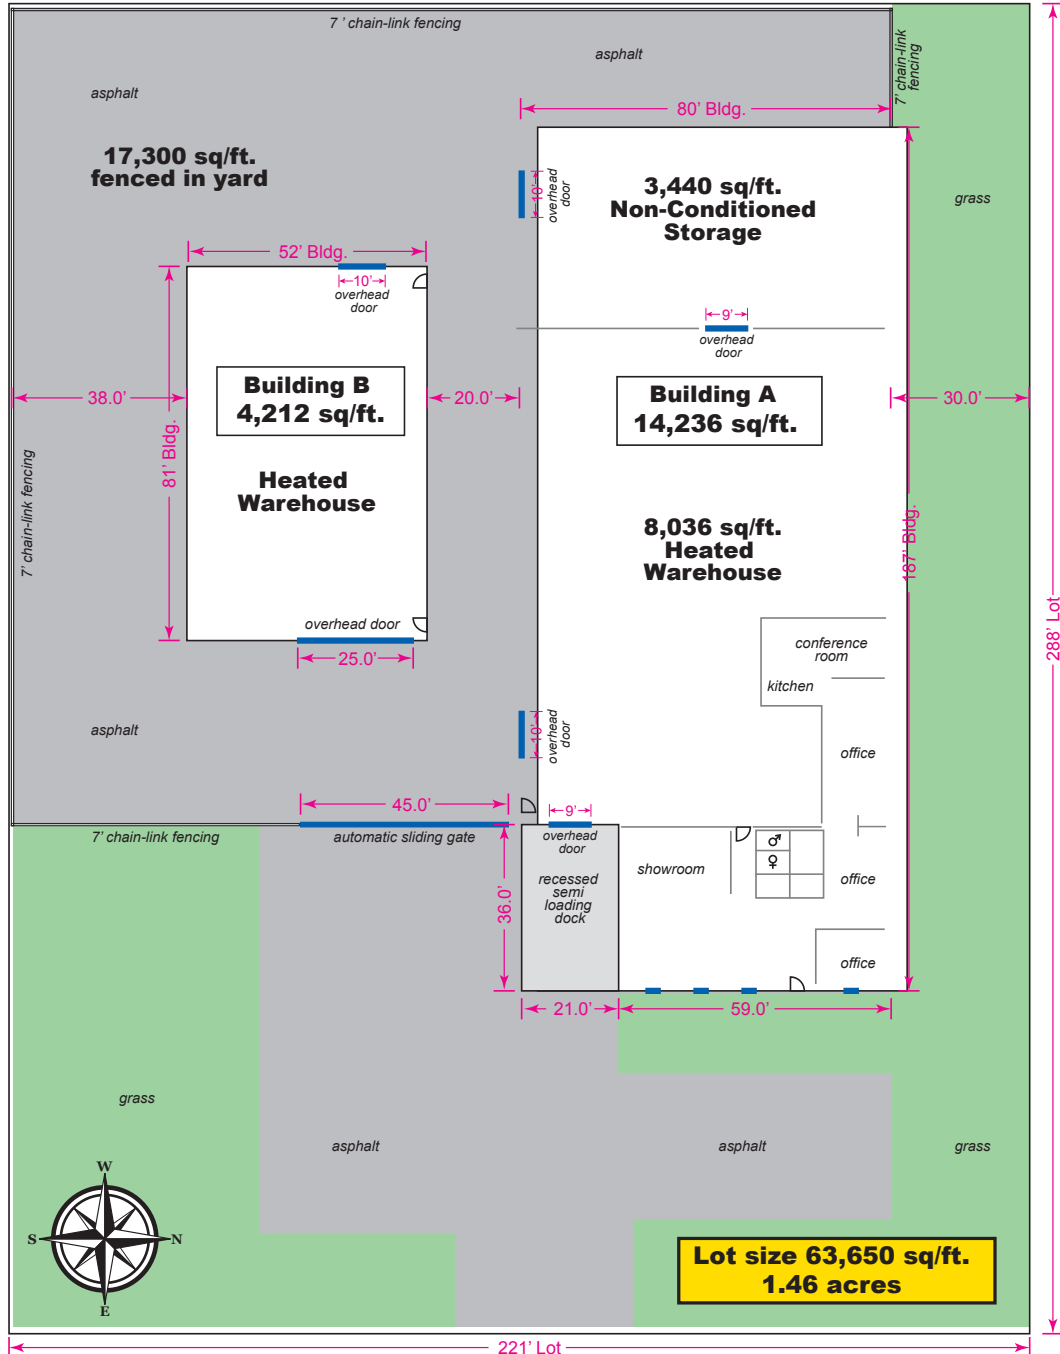 7 ' chain-link fencing
asphalt
7' chain-link
fencing
asphalt
80' Bldg.
17,300 sq/ft.
fenced in yard
10'
overhead
door
3,440 sq/ft.
Non-Conditioned
Storage
grass
52' Bldg.
10'
overhead
door
9'
overhead
door
Building B
4,212 sq/ft.
Building A
14,236 sq/ft.
38.0'
20.0'
30.0'
81' Bldg.
7' chain-link fencing
Heated
Warehouse
8,036 sq/ft.
Heated
Warehouse
187' Bldg.
288' Lot
overhead door
25.0'
conference
room
kitchen
asphalt
10'
overhead
door
office
45.0'
9'
7' chain-link fencing
automatic sliding gate
overhead
door
recessed
semi
loading
dock
36.0'
showroom
♂
♀
office
office
21.0'
59.0'
grass
asphalt
asphalt
grass
W
S
N
E
Lot size 63,650 sq/ft.
1.46 acres
221' Lot